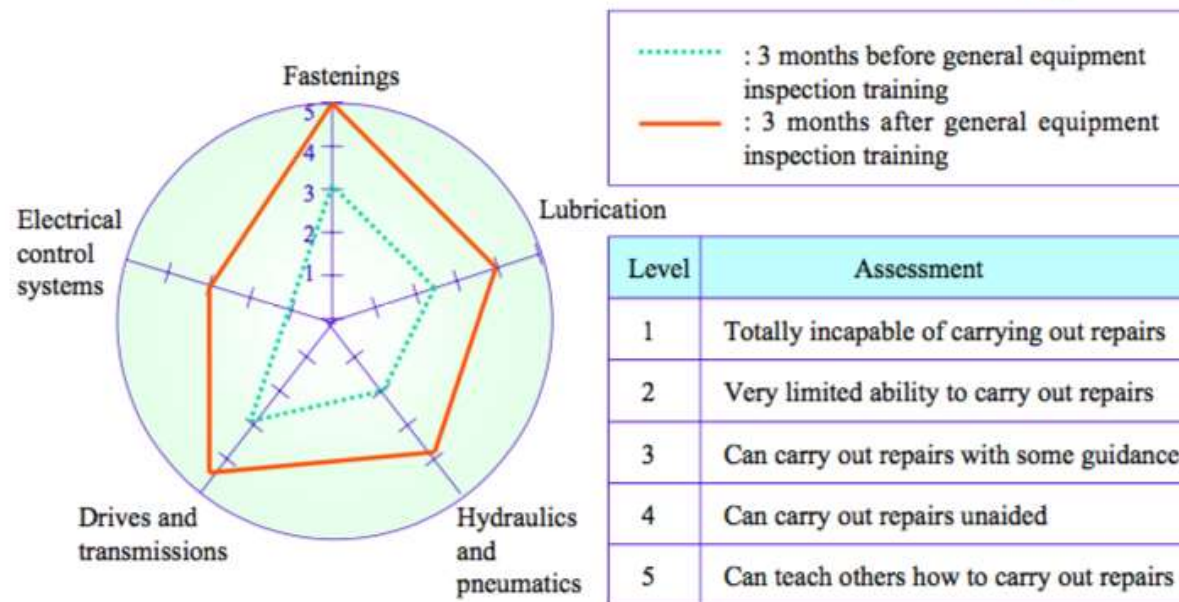 Fastenings
5
4
3
2
1
Electrical
control
systems
Lubrication
Drives and
transmissions
Hydraulics
and
pneumatics
: 3 months before general equipment
inspection training
: 3 months after general equipment
inspection training
Level Assessment
1 Totally incapable of carrying out repairs
2 Very limited ability to carry out repairs
3 Can carry out repairs with some guidance
4 Can carry out repairs unaided
5 Can teach others how to carry out repairs